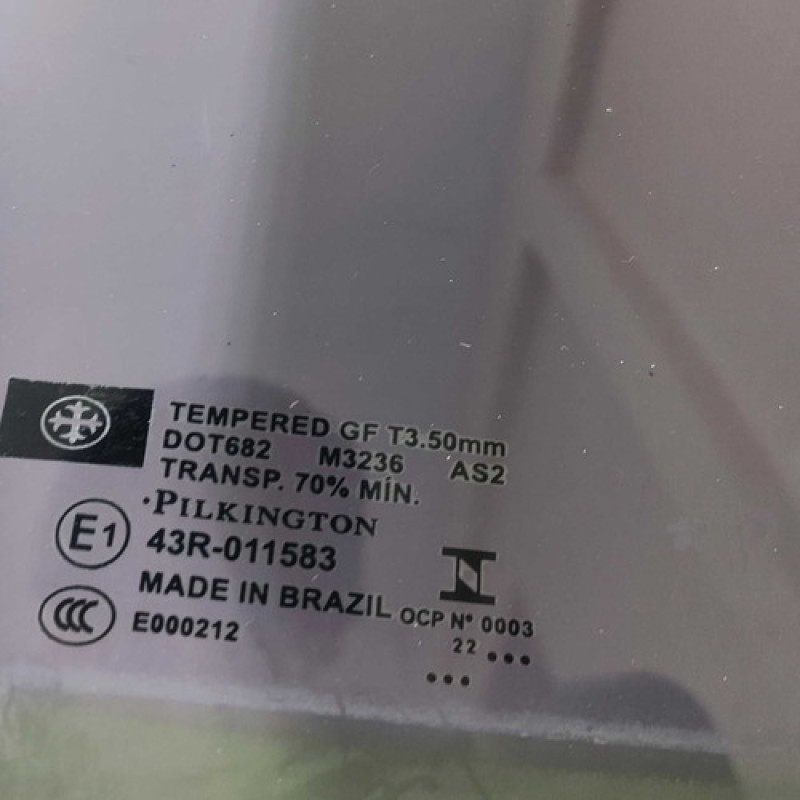 TEMPERED GF T3.50mm
DOT682 M3236 AS2
TRANSP. 70% MÍN.
·PILKINGTON
E1 43R-011583
MADE IN BRAZIL
CCC E000212
OCP Nº 0003
22 •••
•••